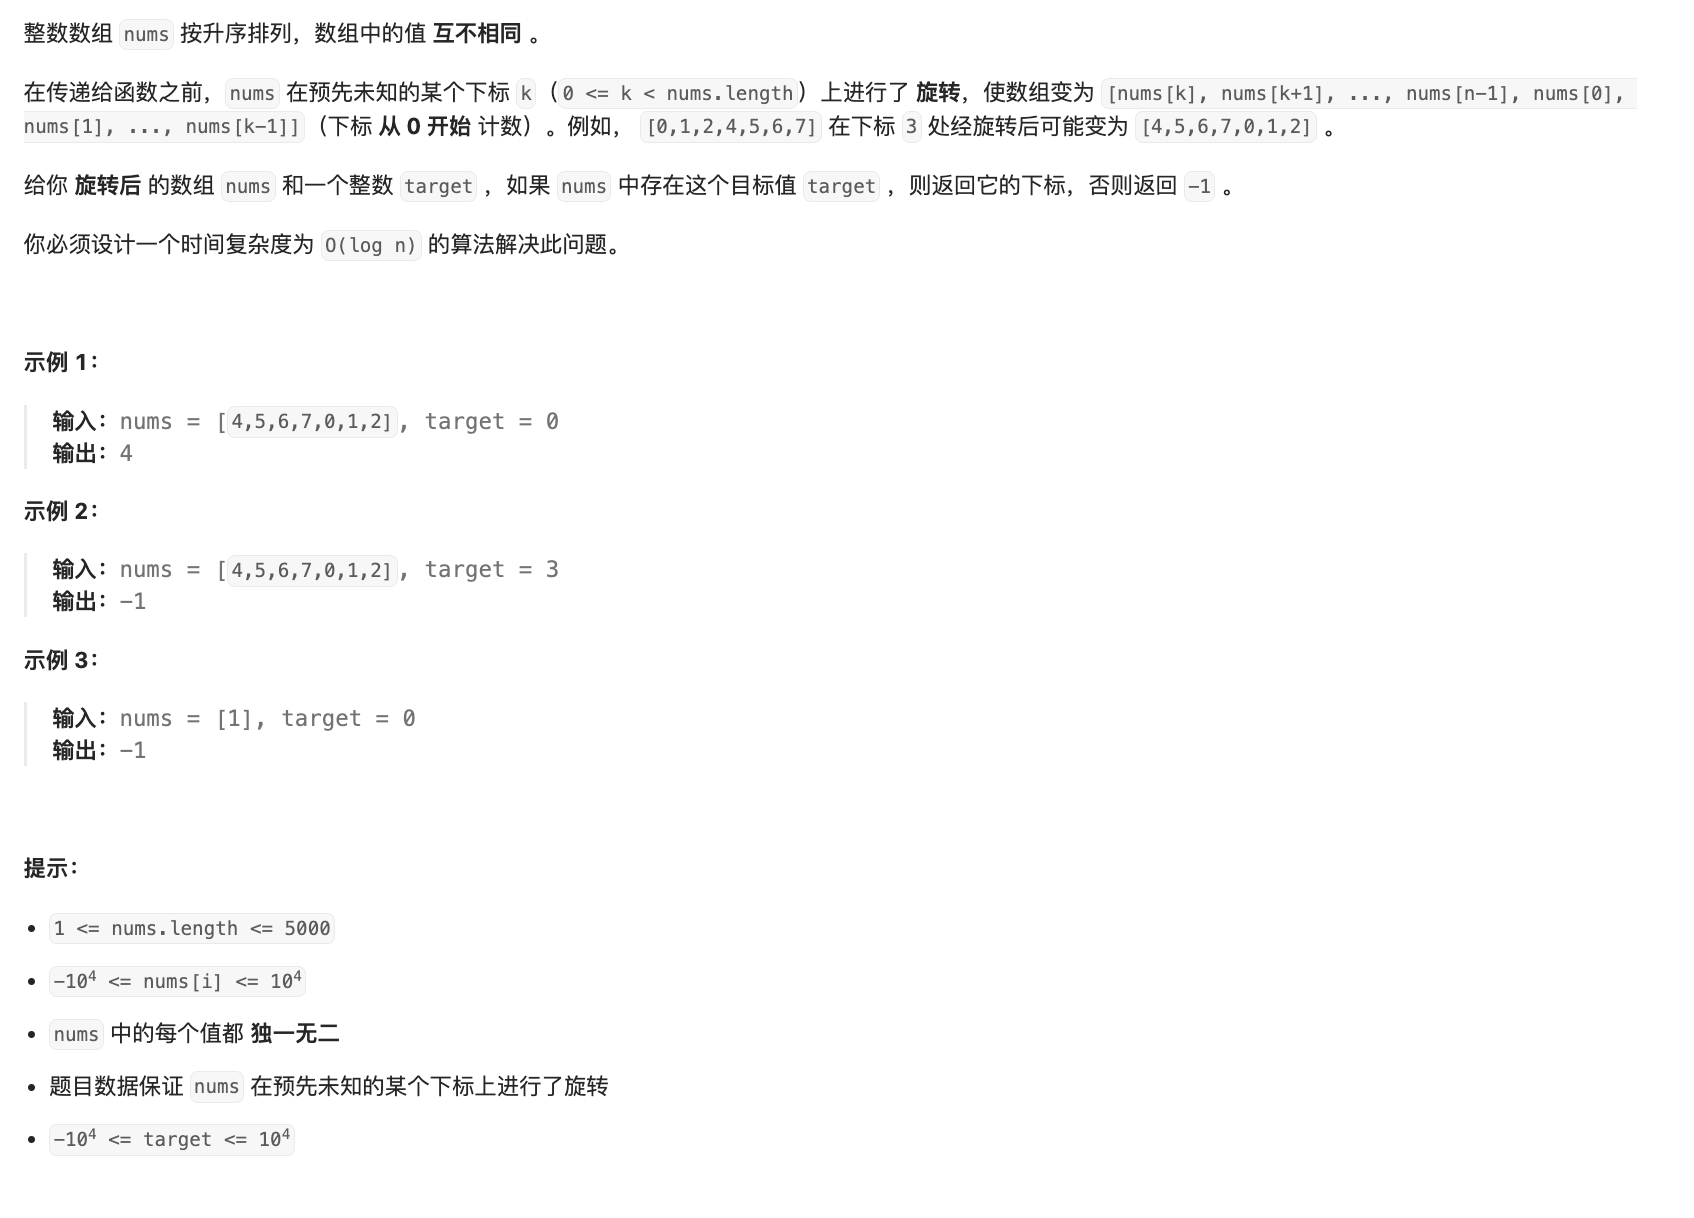 整数数组 nums 按升序排列，数组中的值 互不相同 。
在传递给函数之前，nums 在预先未知的某个下标 k（0 <= k < nums.length）上进行了 旋转，使数组变为 [nums[k], nums[k+1], ..., nums[n-1], nums[0],
nums[1], ..., nums[k-1]]（下标 从 0 开始 计数）。例如， [0,1,2,4,5,6,7] 在下标 3 处经旋转后可能变为 [4,5,6,7,0,1,2] 。
给你 旋转后 的数组 nums 和一个整数 target ，如果 nums 中存在这个目标值 target ，则返回它的下标，否则返回 -1 。
你必须设计一个时间复杂度为 O(log n) 的算法解决此问题。
示例 1：
输入：nums = [4,5,6,7,0,1,2], target = 0
输出：4
示例 2：
输入：nums = [4,5,6,7,0,1,2], target = 3
输出：-1
示例 3：
输入：nums = [1], target = 0
输出：-1
提示：
• 1 <= nums.length <= 5000
• -10⁴ <= nums[i] <= 10⁴
• nums 中的每个值都 独一无二
• 题目数据保证 nums 在预先未知的某个下标上进行了旋转
• -10⁴ <= target <= 10⁴